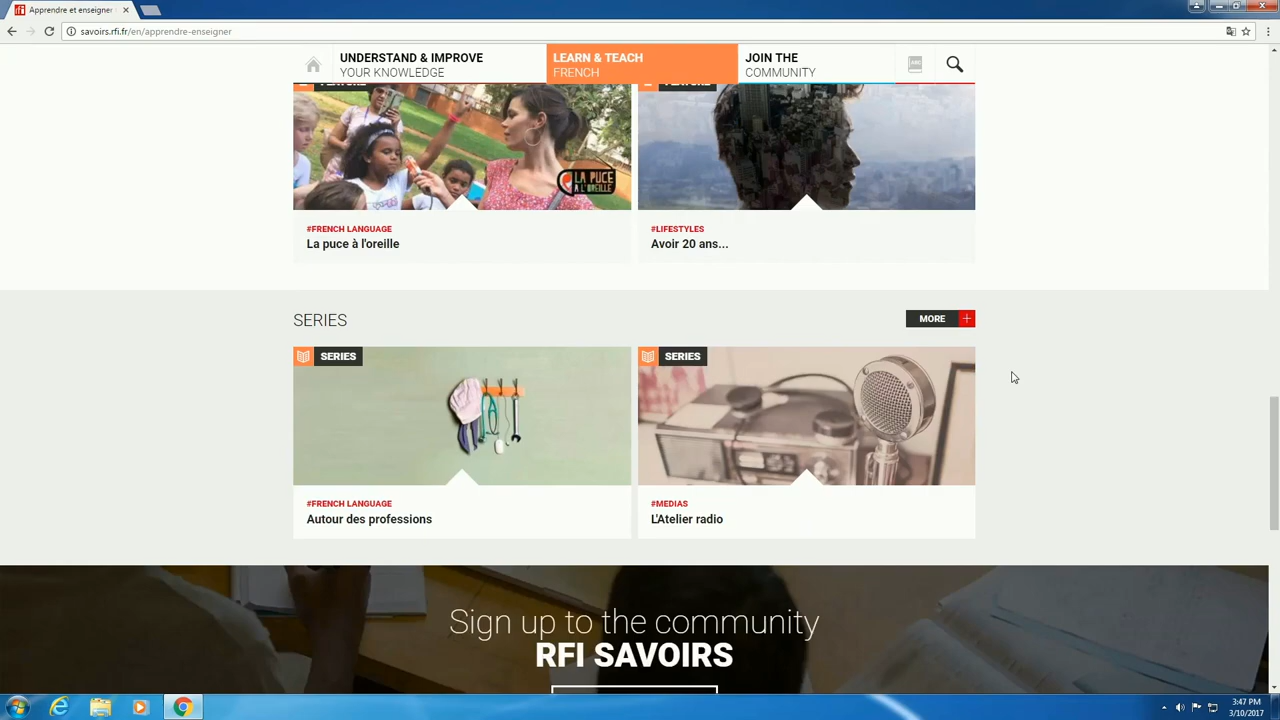 Apprendre et enseigner
savoirs.rfi.fr/en/apprendre-enseigner
UNDERSTAND & IMPROVE
YOUR KNOWLEDGE
LEARN & TEACH
FRENCH
JOIN THE
COMMUNITY
FEATURE
FEATURE
LA PUCE
À L'OREILLE
#FRENCH LANGUAGE
La puce à l'oreille
#LIFESTYLES
Avoir 20 ans...
SERIES
MORE +
SERIES
SERIES
#FRENCH LANGUAGE
Autour des professions
#MEDIAS
L'Atelier radio
Sign up to the community
RFI SAVOIRS
3:47 PM
3/10/2017